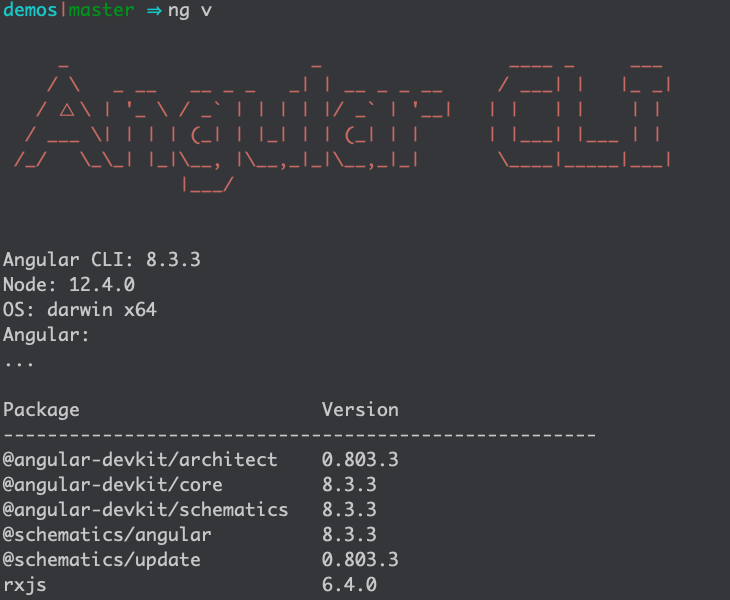 demos|master ⇒ ng v
Angular CLI
Angular CLI: 8.3.3
Node: 12.4.0
OS: darwin x64
Angular:
...
Package Version
------------------------------------------------------
@angular-devkit/architect 0.803.3
@angular-devkit/core 8.3.3
@angular-devkit/schematics 8.3.3
@schematics/angular 8.3.3
@schematics/update 0.803.3
rxjs 6.4.0